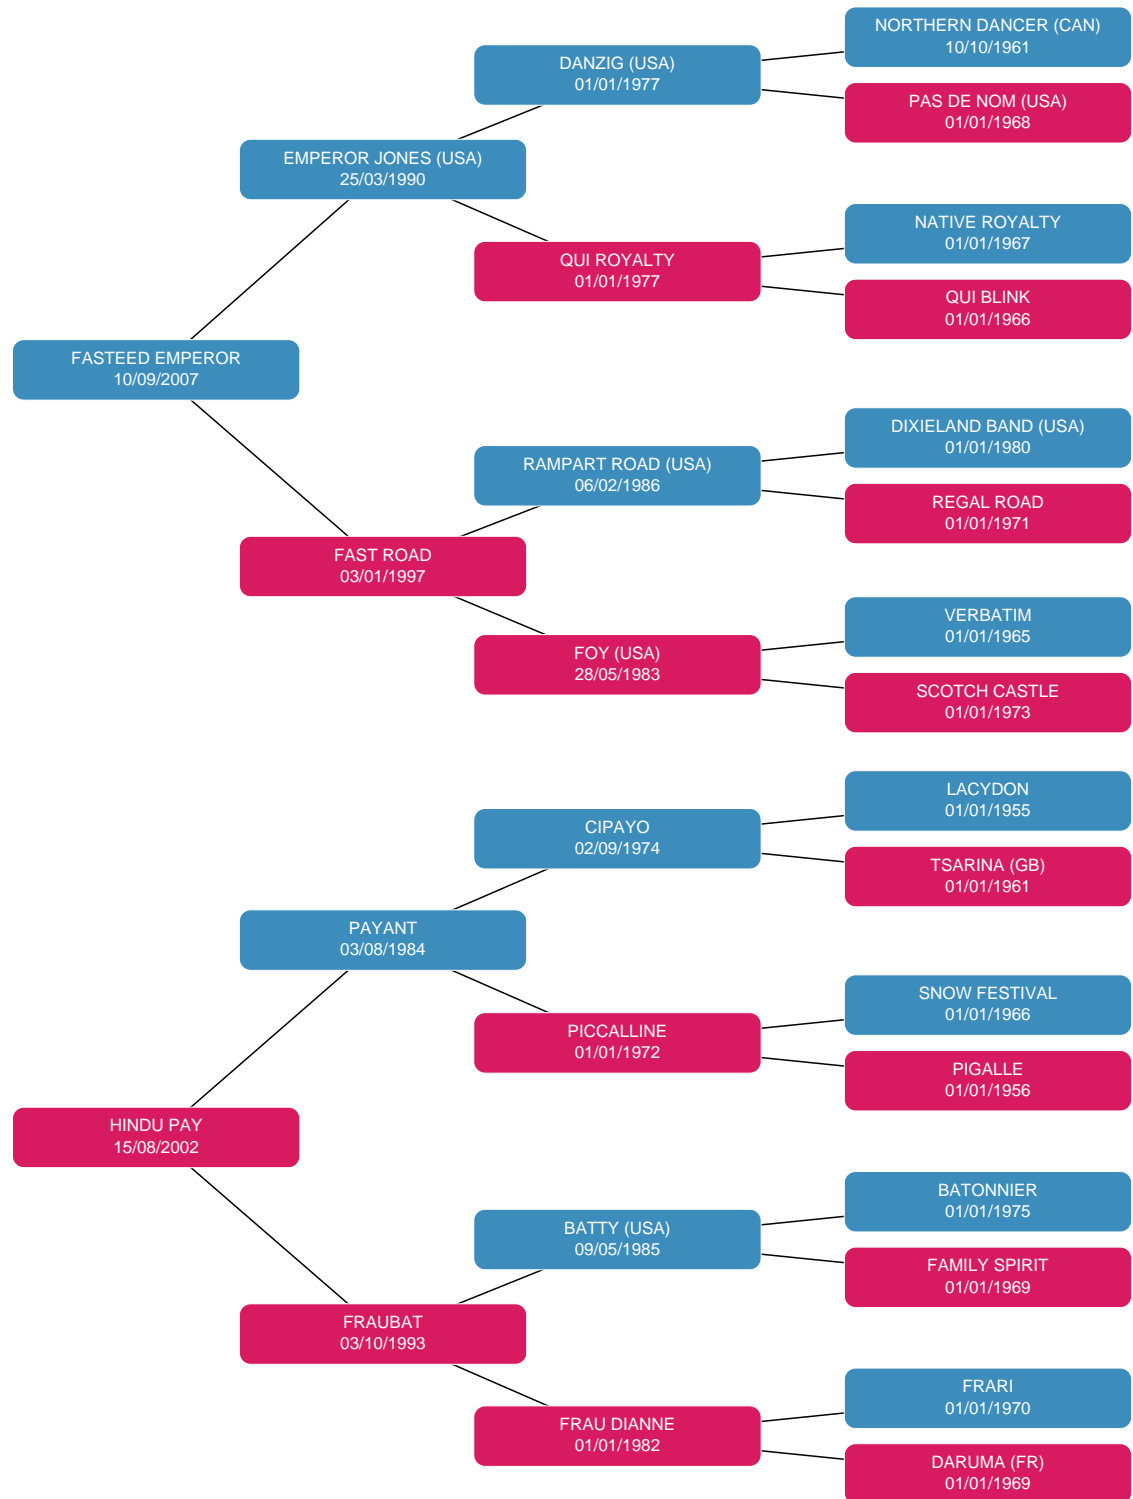 NORTHERN DANCER (CAN)
10/10/1961
DANZIG (USA)
01/01/1977
PAS DE NOM (USA)
01/01/1968
EMPEROR JONES (USA)
25/03/1990
NATIVE ROYALTY
01/01/1967
QUI ROYALTY
01/01/1977
QUI BLINK
01/01/1966
FASTEED EMPEROR
10/09/2007
DIXIELAND BAND (USA)
01/01/1980
RAMPART ROAD (USA)
06/02/1986
REGAL ROAD
01/01/1971
FAST ROAD
03/01/1997
VERBATIM
01/01/1965
FOY (USA)
28/05/1983
SCOTCH CASTLE
01/01/1973
LACYDON
01/01/1955
CIPAYO
02/09/1974
TSARINA (GB)
01/01/1961
PAYANT
03/08/1984
SNOW FESTIVAL
01/01/1966
PICCALLINE
01/01/1972
PIGALLE
01/01/1956
HINDU PAY
15/08/2002
BATONNIER
01/01/1975
BATTY (USA)
09/05/1985
FAMILY SPIRIT
01/01/1969
FRAUBAT
03/10/1993
FRARI
01/01/1970
FRAU DIANNE
01/01/1982
DARUMA (FR)
01/01/1969